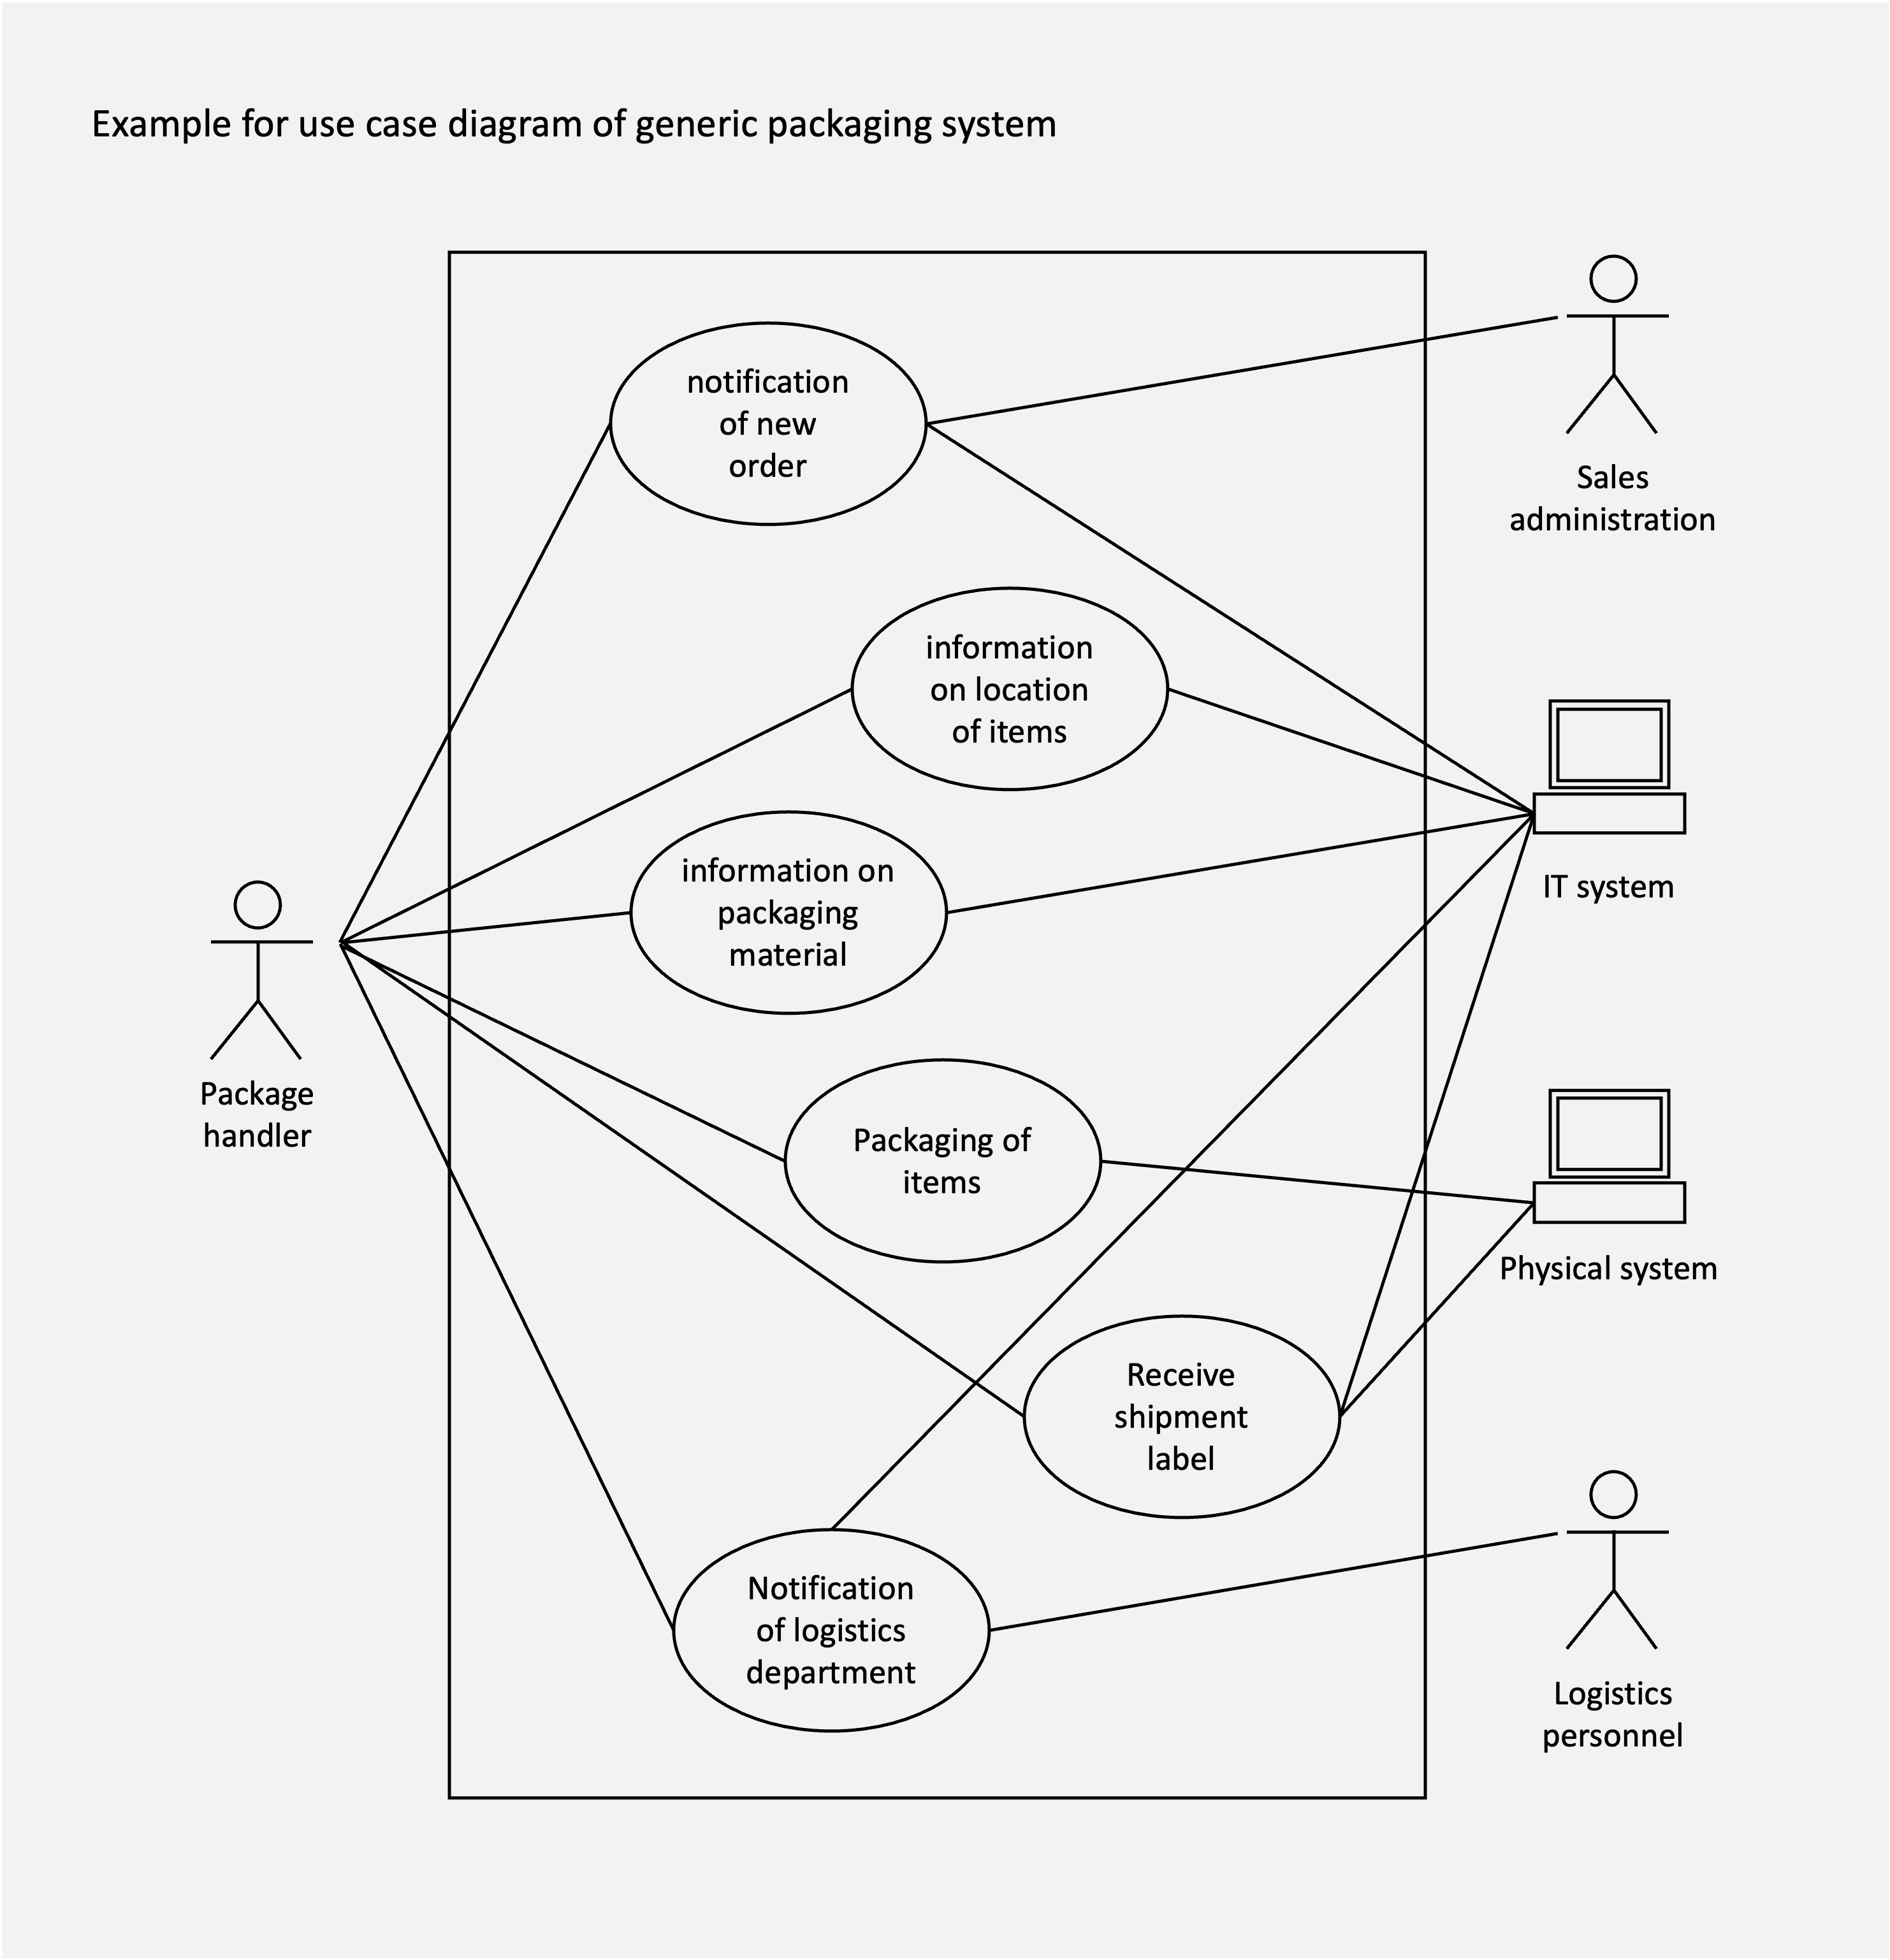 Example for use case diagram of generic packaging system
notification
of new
order
Sales
administration
information
on location
of items
IT system
information on
packaging
material
Package
handler
Packaging of
items
Physical system
Receive
shipment
label
Notification
of logistics
department
Logistics
personnel